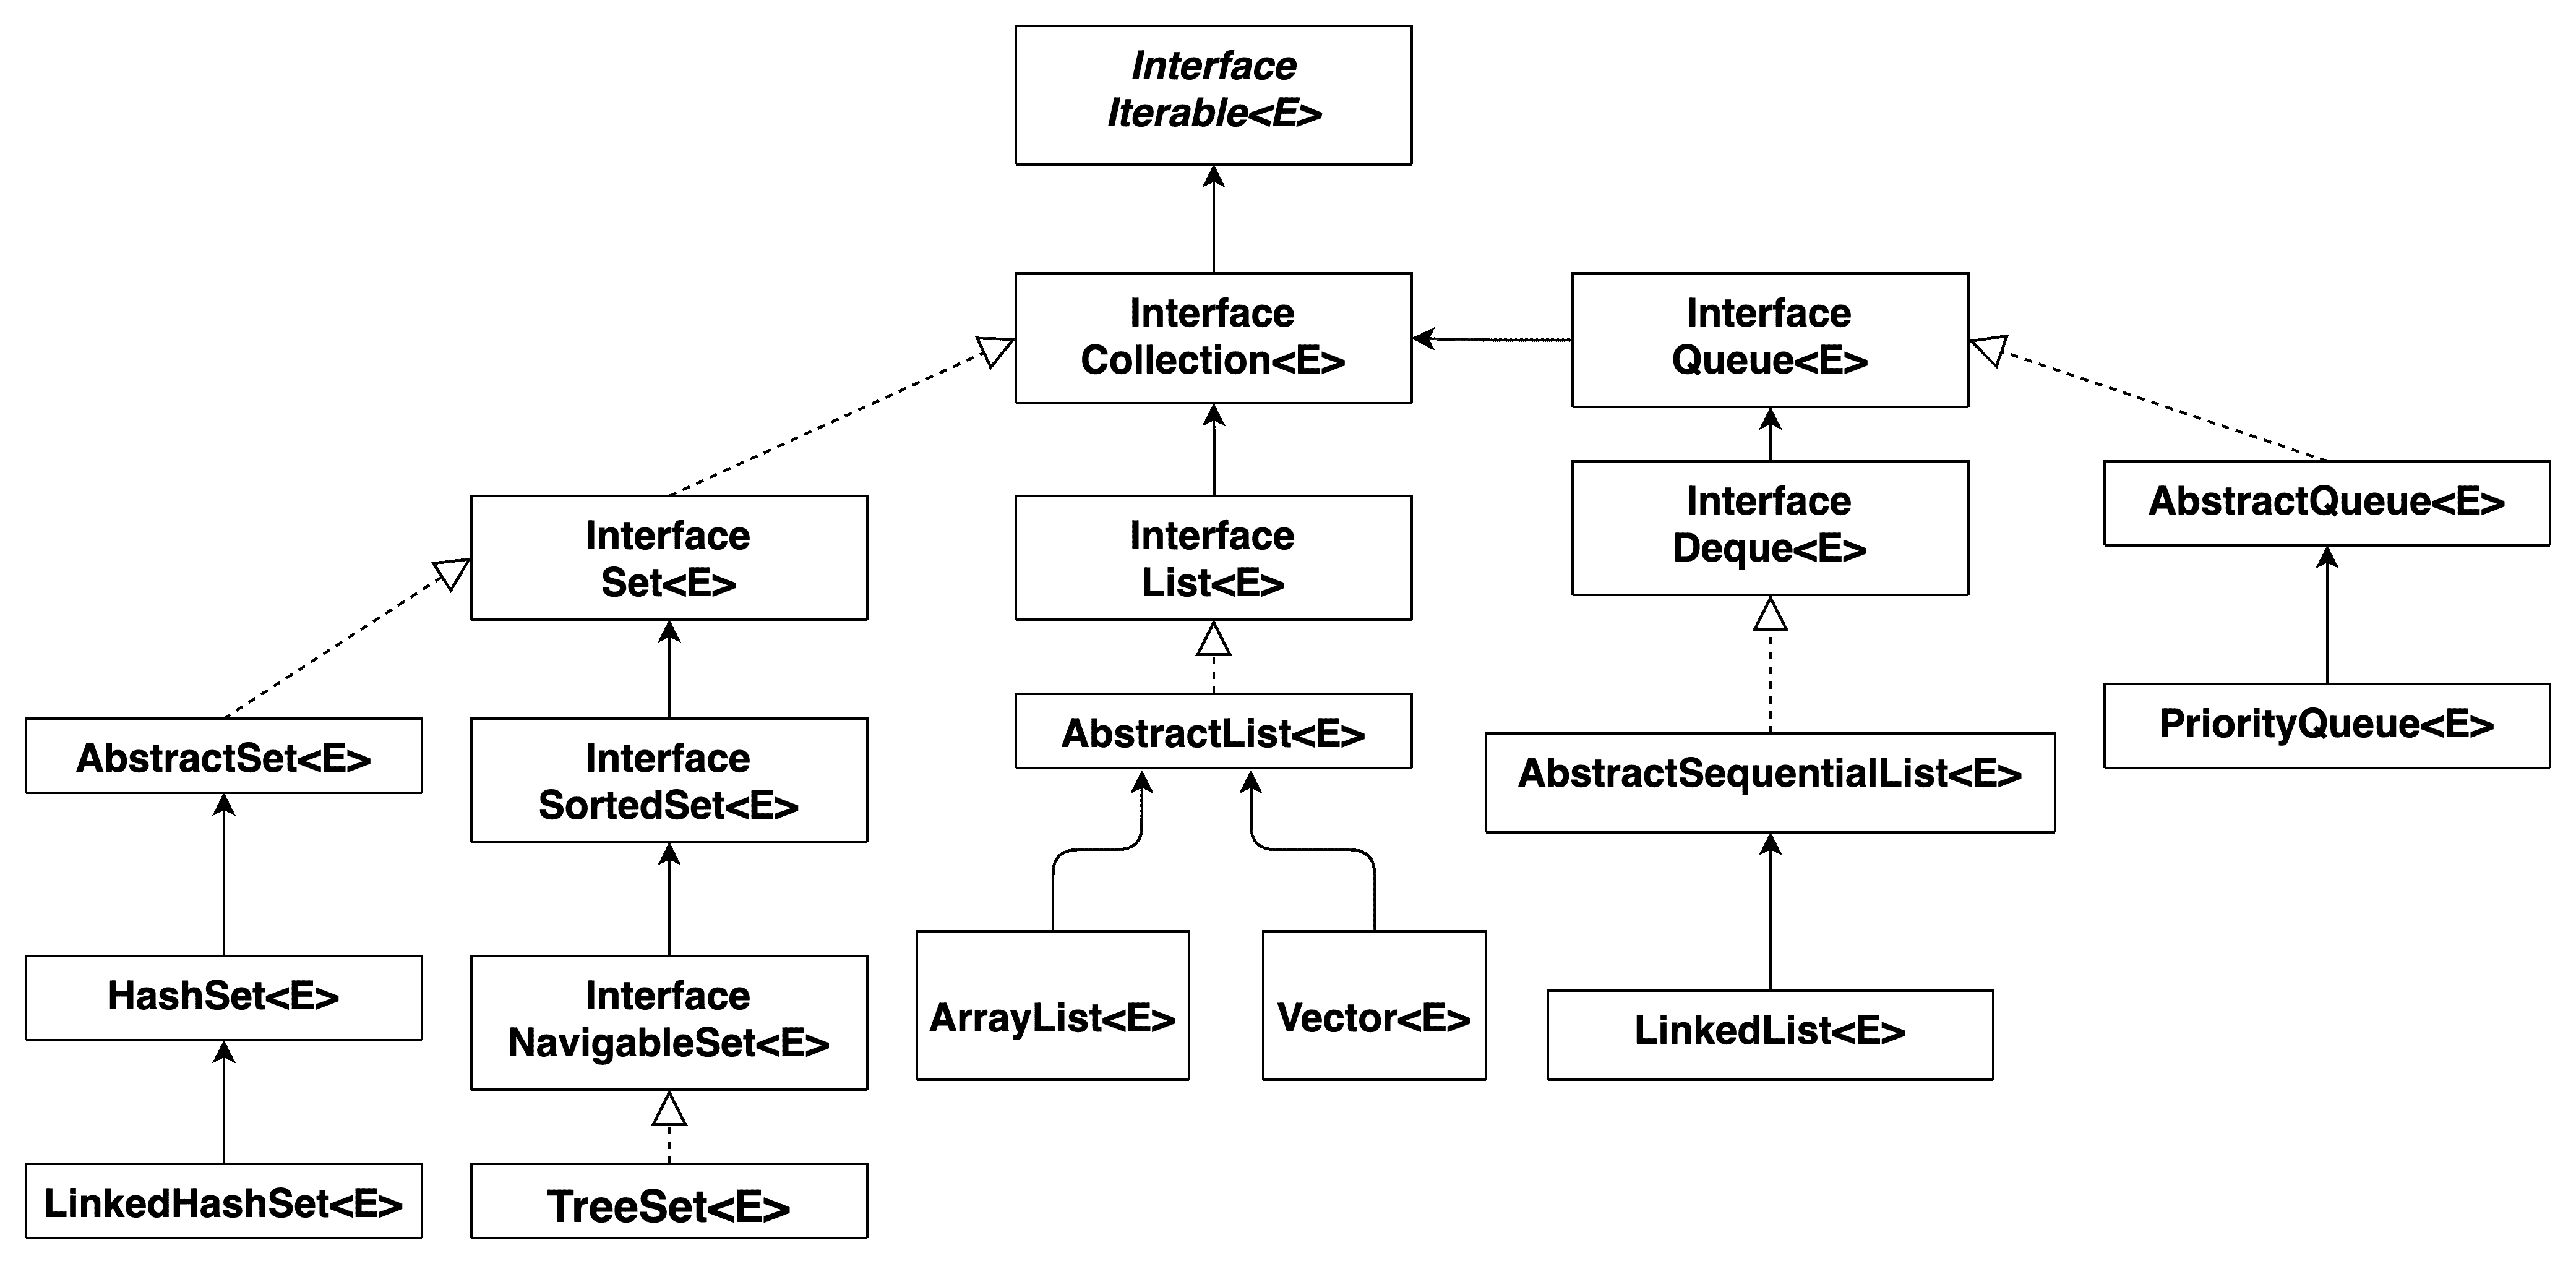 Interface
Iterable<E>
Interface
Collection<E>
Interface
Queue<E>
Interface
Set<E>
Interface
List<E>
Interface
Deque<E>
AbstractQueue<E>
AbstractSet<E>
Interface
SortedSet<E>
AbstractList<E>
AbstractSequentialList<E>
PriorityQueue<E>
HashSet<E>
Interface
NavigableSet<E>
ArrayList<E>
Vector<E>
LinkedList<E>
LinkedHashSet<E>
TreeSet<E>